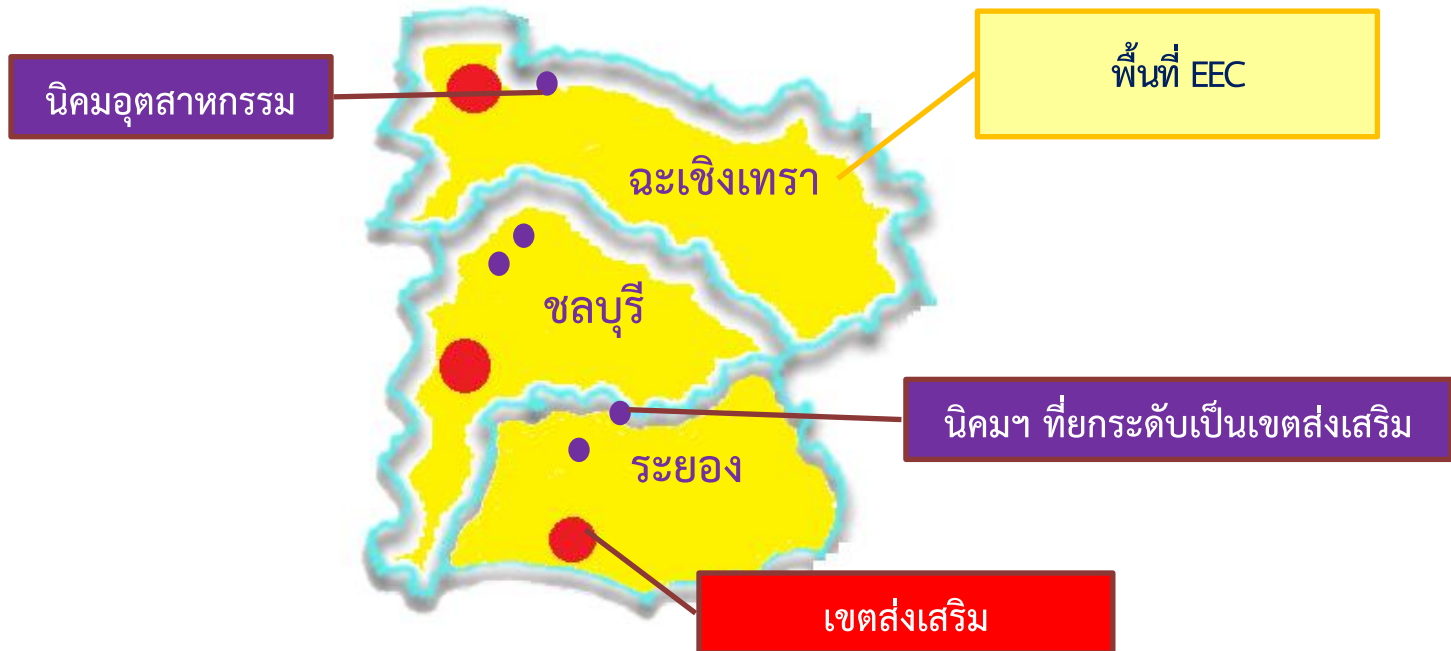 พื้นที่ EEC
นิคมอุตสาหกรรม
ฉะเชิงเทรา
ชลบุรี
นิคมฯ ที่ยกระดับเป็นเขตส่งเสริม
ระยอง
เขตส่งเสริม